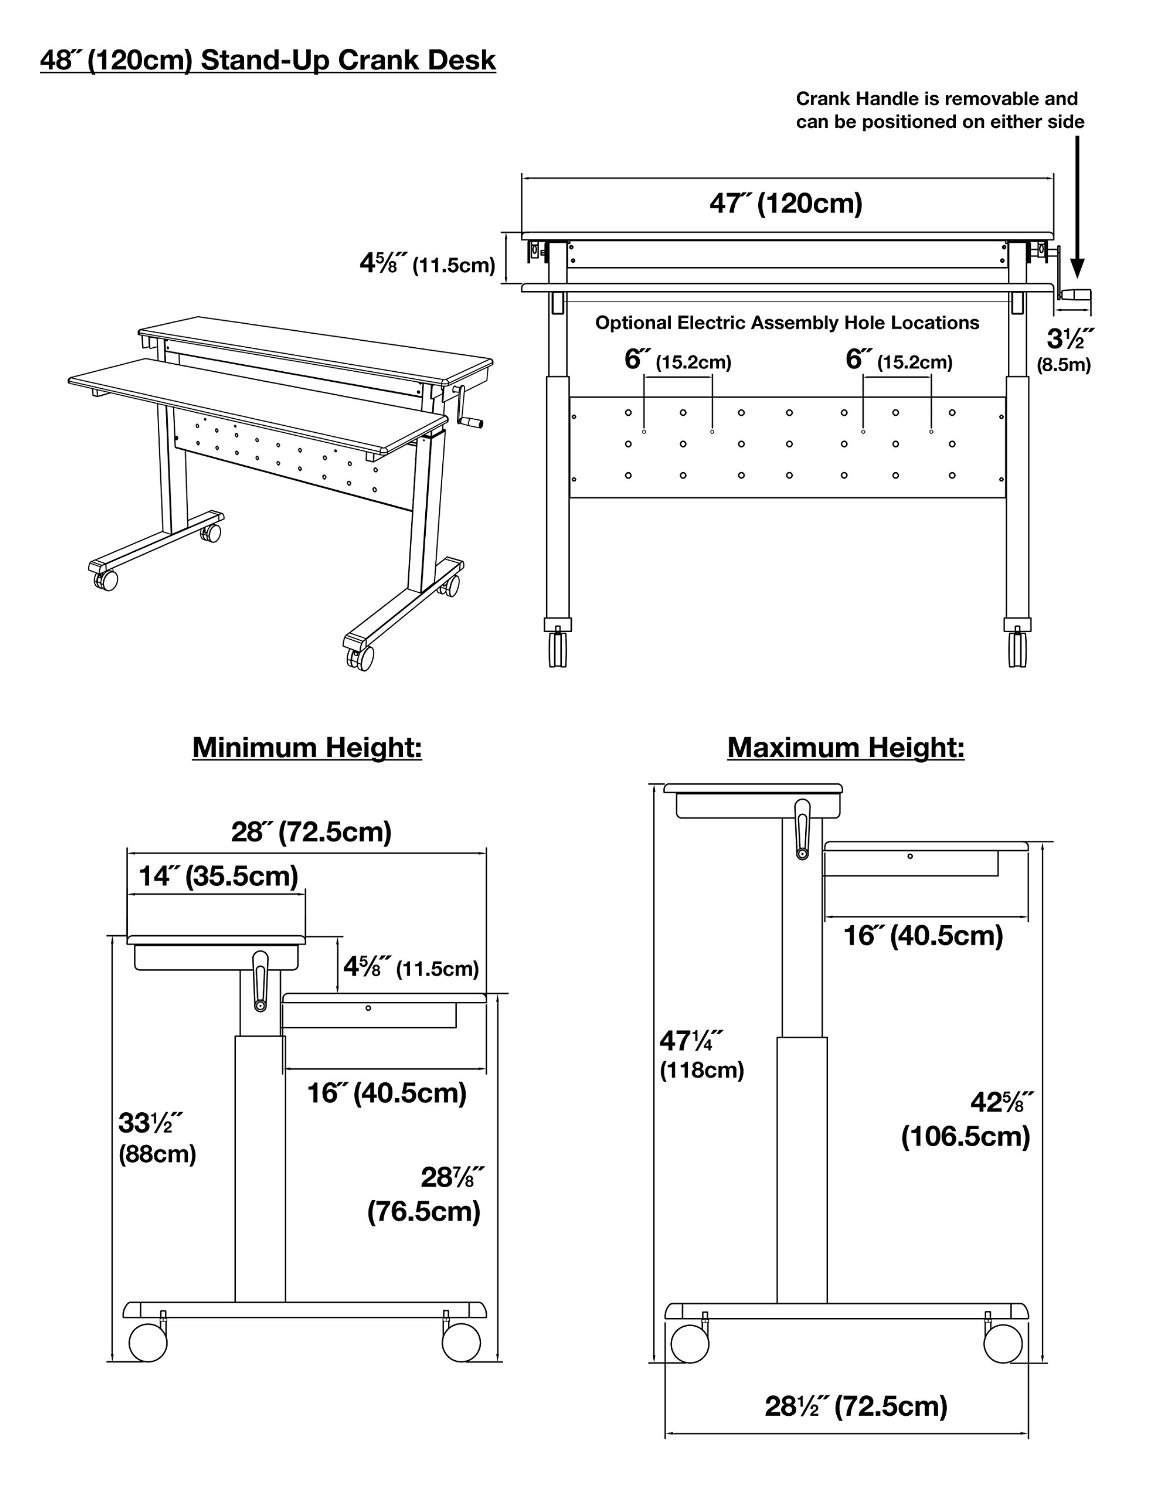 48″ (120cm) Stand-Up Crank Desk
Crank Handle is removable and
can be positioned on either side
47″ (120cm)
4⅝″ (11.5cm)
Optional Electric Assembly Hole Locations
6″ (15.2cm)
6″ (15.2cm)
3½″
(8.5m)
Minimum Height:
28″ (72.5cm)
14″ (35.5cm)
4⅝″ (11.5cm)
16″ (40.5cm)
33½″
(88cm)
28⅞″
(76.5cm)
Maximum Height:
16″ (40.5cm)
47¼″
(118cm)
42⅝″
(106.5cm)
28½″ (72.5cm)